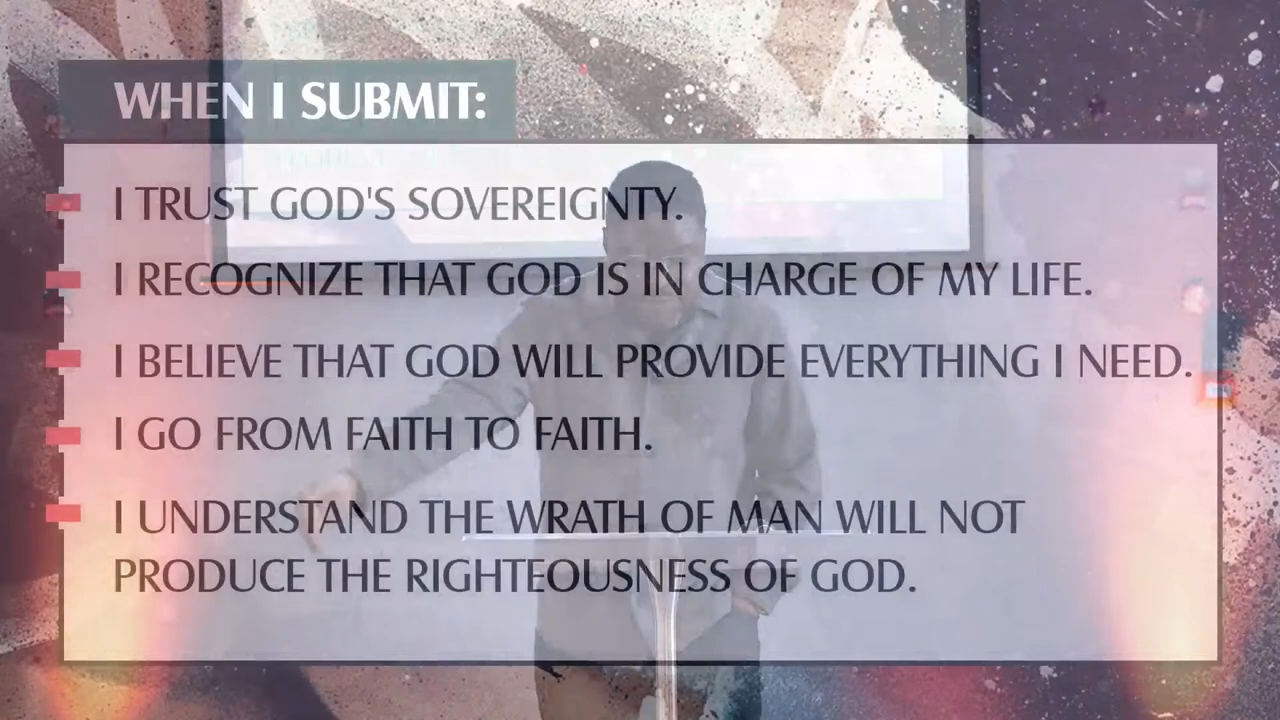 WHEN I SUBMIT:
I TRUST GOD'S SOVEREIGNTY.
I RECOGNIZE THAT GOD IS IN CHARGE OF MY LIFE.
I BELIEVE THAT GOD WILL PROVIDE EVERYTHING I NEED.
I GO FROM FAITH TO FAITH.
I UNDERSTAND THE WRATH OF MAN WILL NOT
PRODUCE THE RIGHTEOUSNESS OF GOD.